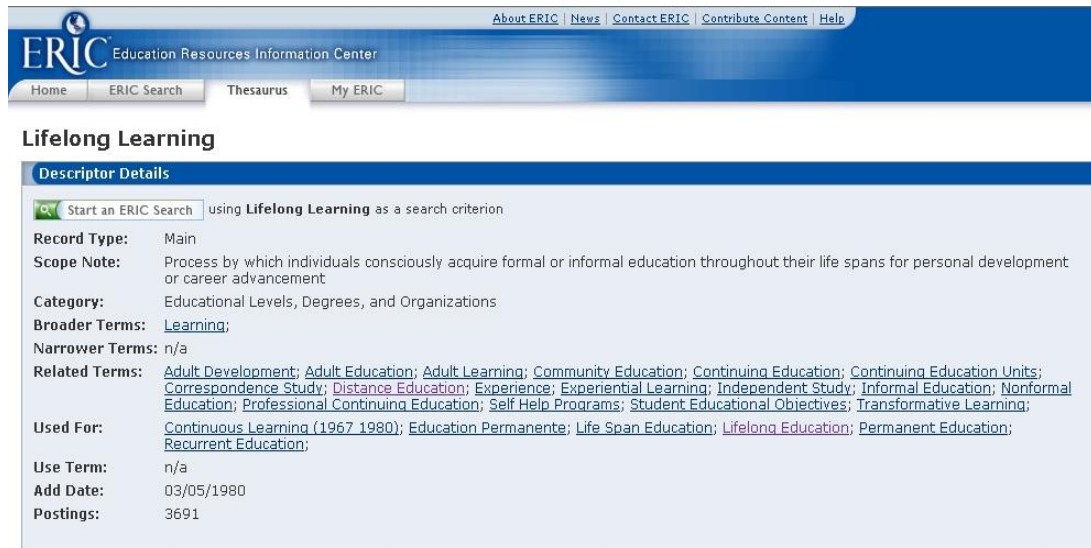 About ERIC | News | Contact ERIC | Contribute Content | Help
ERIC Education Resources Information Center
Home ERIC Search Thesaurus My ERIC
Lifelong Learning
Descriptor Details
Start an ERIC Search using Lifelong Learning as a search criterion
Record Type: Main
Scope Note: Process by which individuals consciously acquire formal or informal education throughout their life spans for personal development
or career advancement
Category: Educational Levels, Degrees, and Organizations
Broader Terms: Learning;
Narrower Terms: n/a
Related Terms: Adult Development; Adult Education; Adult Learning; Community Education; Continuing Education; Continuing Education Units;
Correspondence Study; Distance Education; Experience; Experiential Learning; Independent Study; Informal Education; Nonformal
Education; Professional Continuing Education; Self Help Programs; Student Educational Objectives; Transformative Learning;
Used For: Continuous Learning (1967 1980); Education Permanente; Life Span Education; Lifelong Education; Permanent Education;
Recurrent Education;
Use Term: n/a
Add Date: 03/05/1980
Postings: 3691